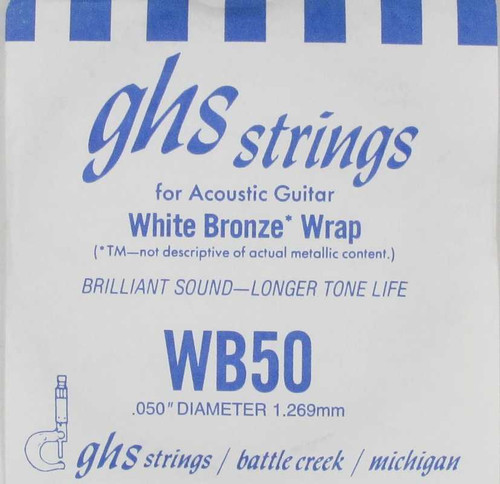 ghs strings
for Acoustic Guitar
White Bronze* Wrap
(*TM—not descriptive of actual metallic content.)
BRILLIANT SOUND—LONGER TONE LIFE
WB50
.050" DIAMETER 1.269mm
ghs strings / battle creek / michigan